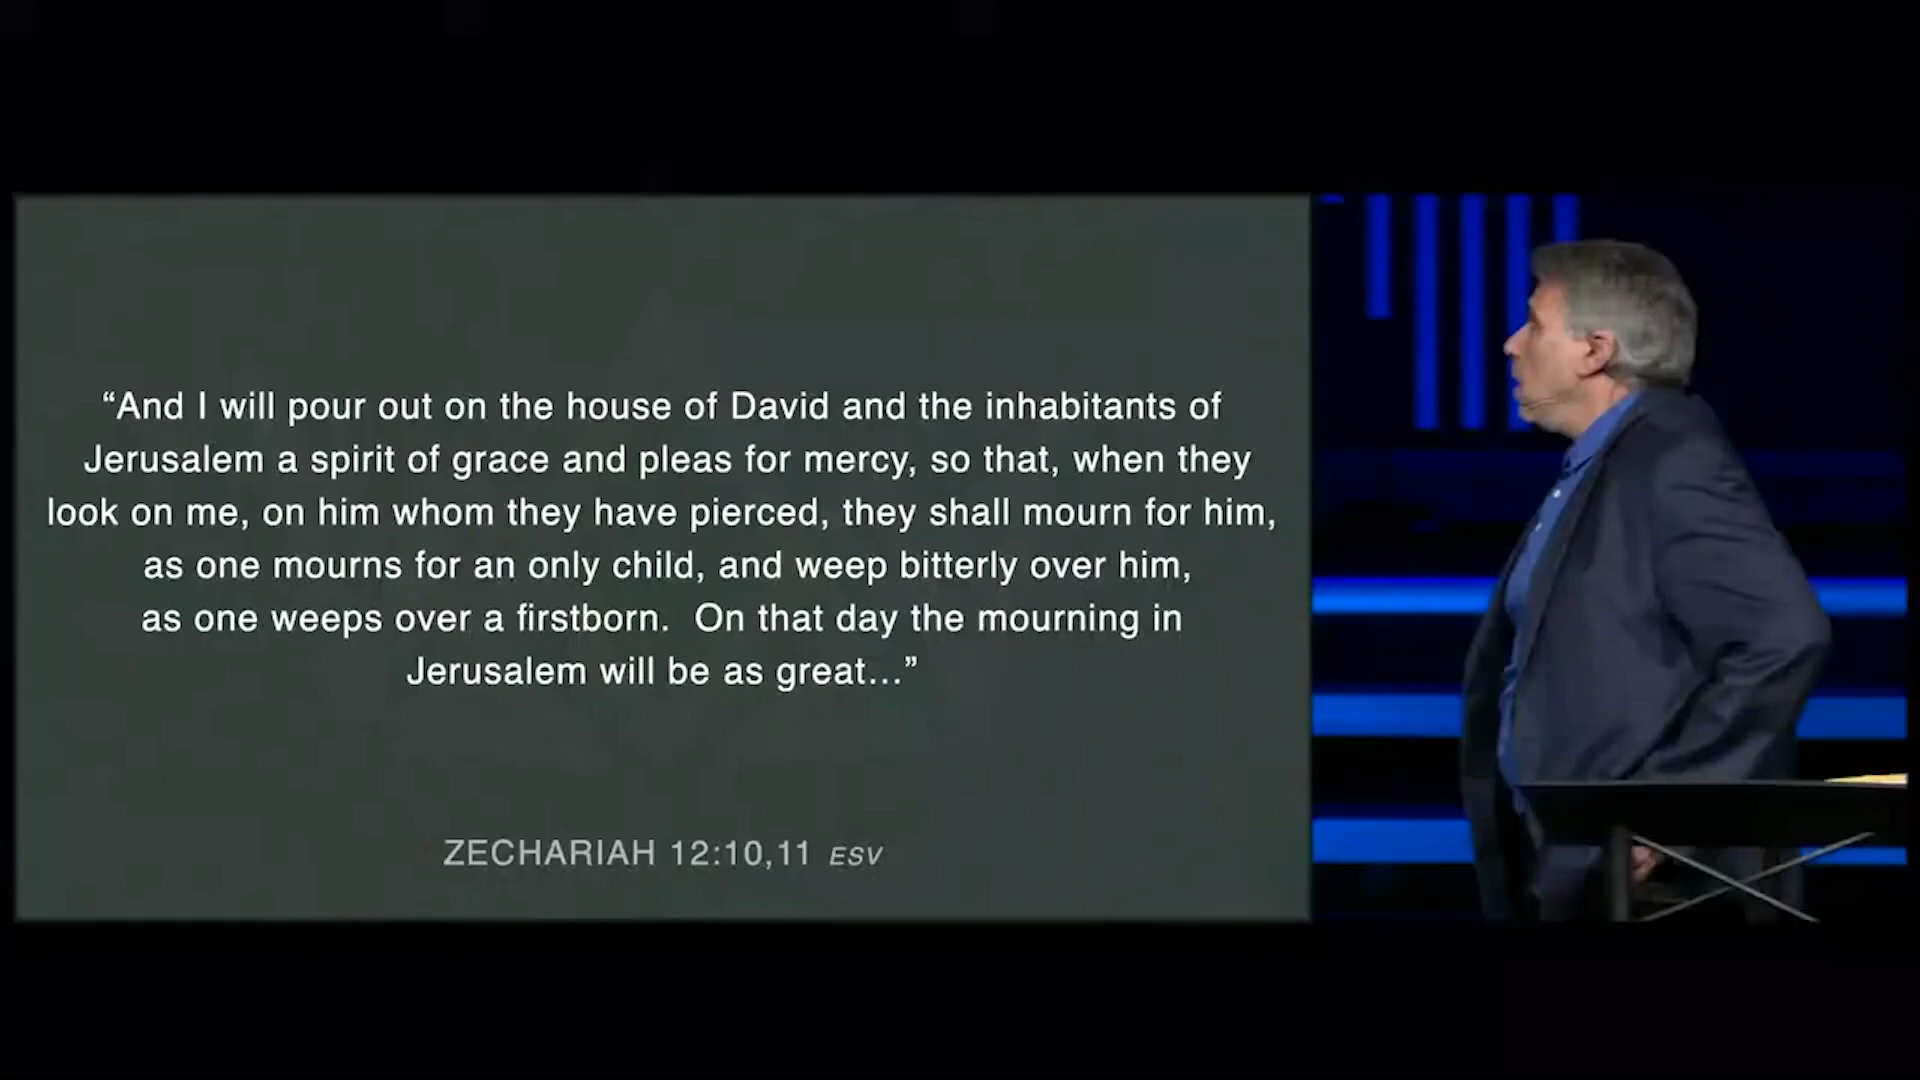 “And I will pour out on the house of David and the inhabitants of
Jerusalem a spirit of grace and pleas for mercy, so that, when they
look on me, on him whom they have pierced, they shall mourn for him,
as one mourns for an only child, and weep bitterly over him,
as one weeps over a firstborn.  On that day the mourning in
Jerusalem will be as great...”
ZECHARIAH 12:10,11 ESV